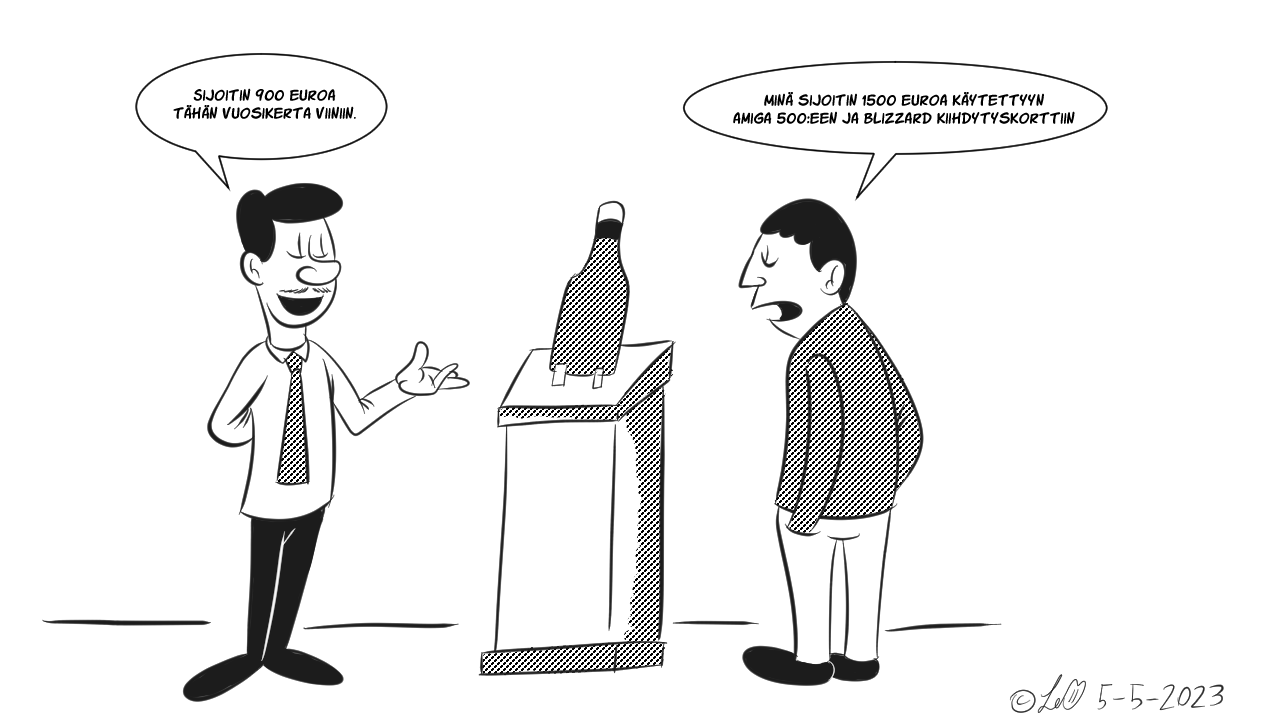 SIJOITIN 900 EUROA
TÄHÄN VUOSIKERTA VIINIIN.
MINÄ SIJOITIN 1500 EUROA KÄYTETTYYN
AMIGA 500:EEN JA BLIZZARD KIIHDYTYSKORTTIIN
© 5-5-2023